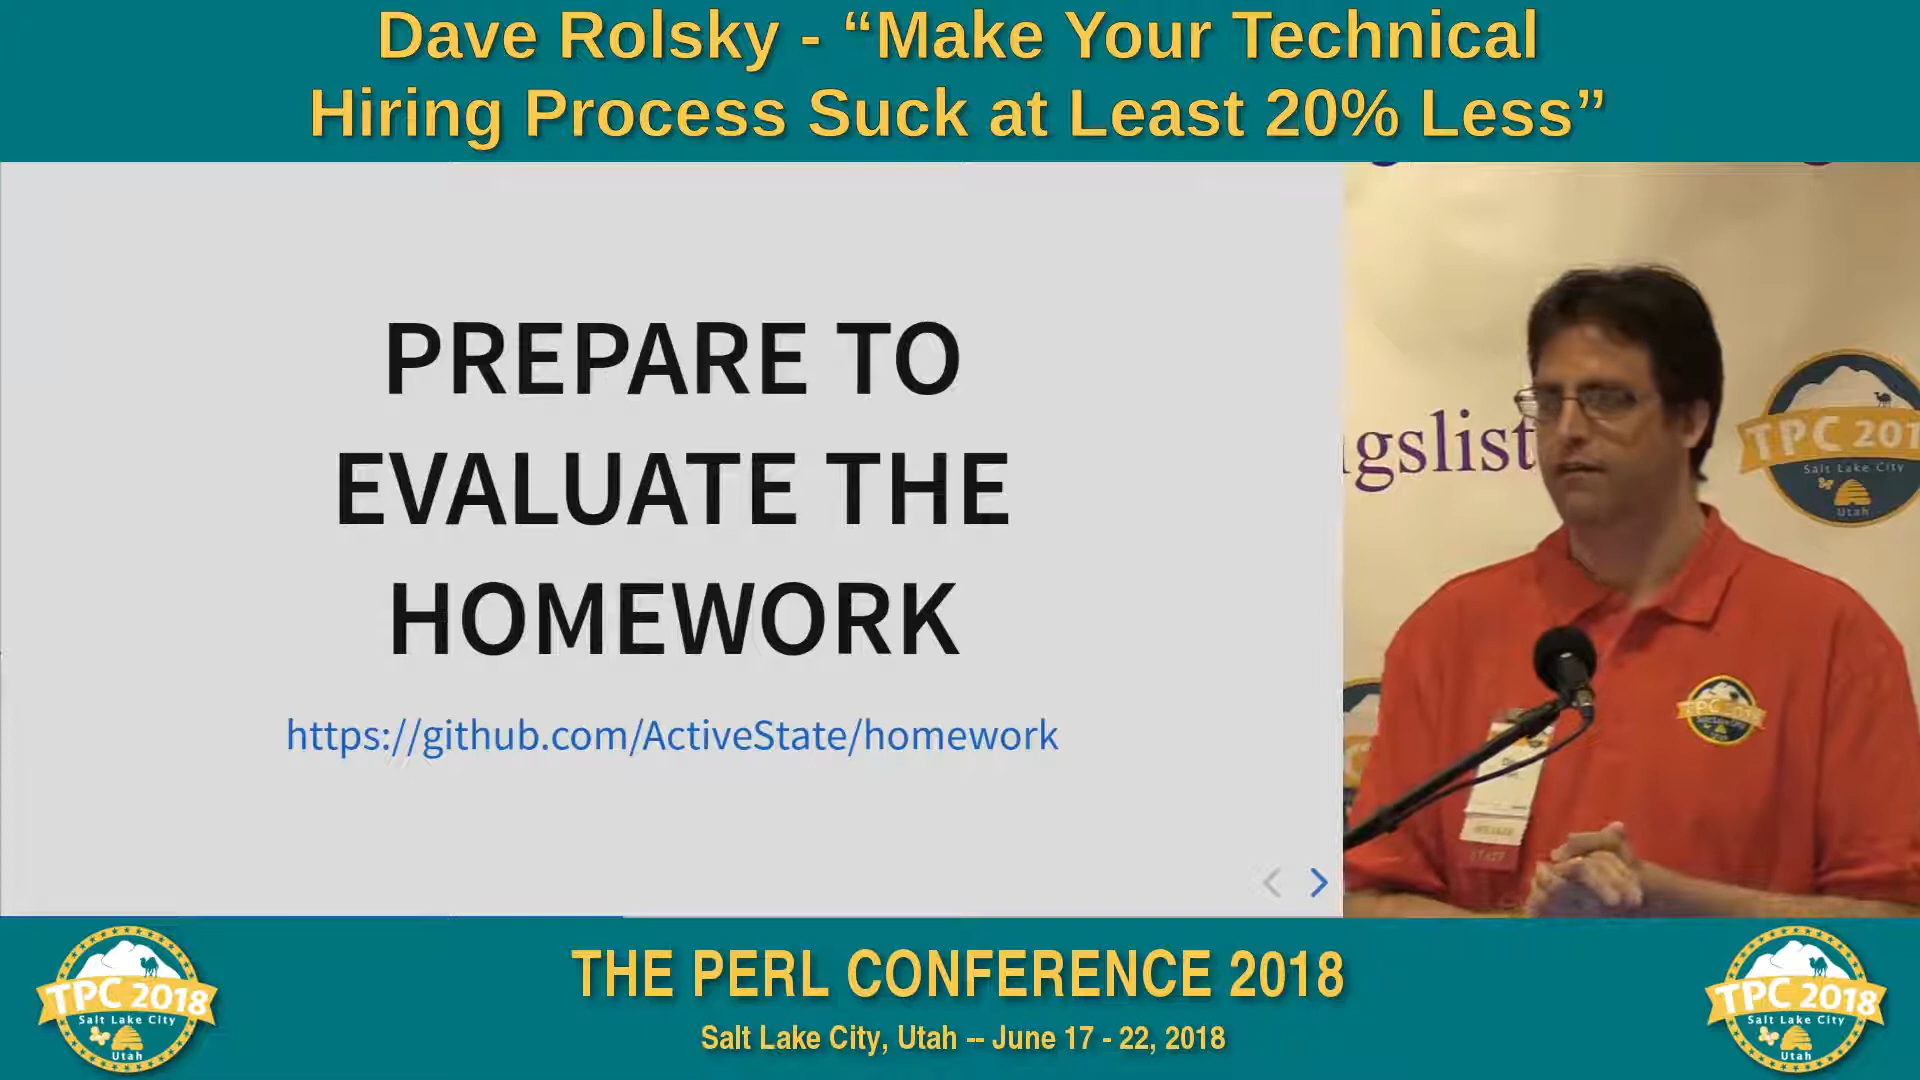 Dave Rolsky - “Make Your Technical
Hiring Process Suck at Least 20% Less”
PREPARE TO
EVALUATE THE
HOMEWORK
https://github.com/ActiveState/homework
gslist
TPC 201
Salt Lake City
Utah
TPC 2018
THE PERL CONFERENCE 2018
Salt Lake City, Utah -- June 17 - 22, 2018
TPC 2018
Salt Lake City
Utah
TPC 2018
Salt Lake City
Utah